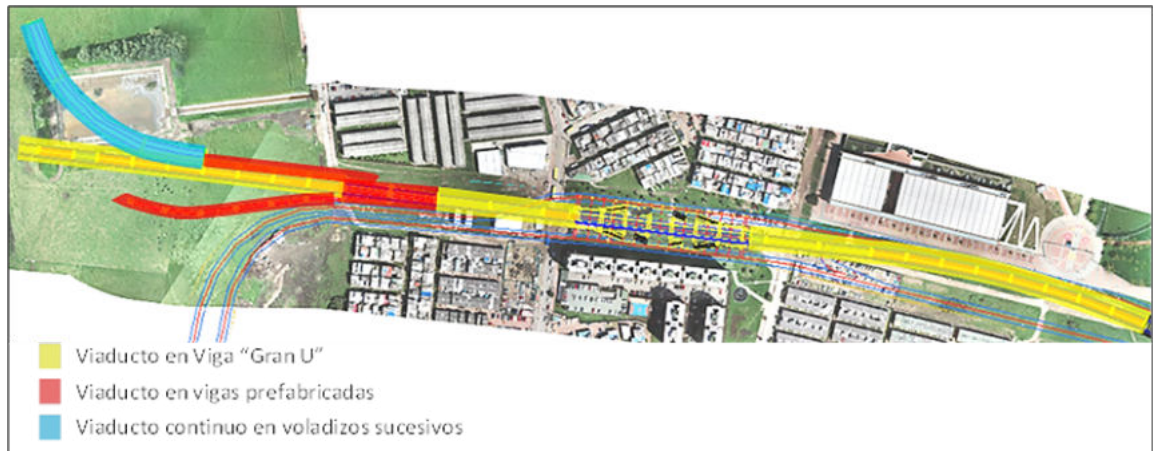 Viaducto en Viga “Gran U”
Viaducto en vigas prefabricadas
Viaducto continuo en voladizos sucesivos